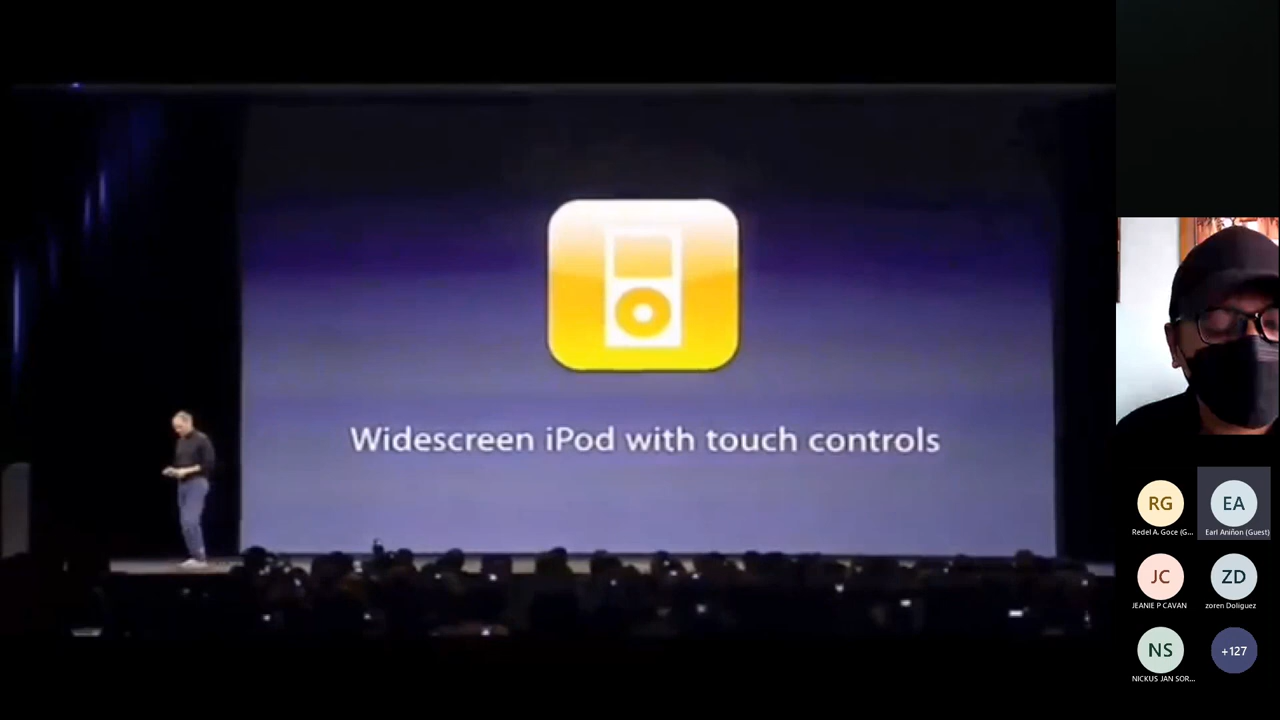 Widescreen iPod with touch controls
RG
EA
Redel A. Goce (G...
Earl Aniñon (Guest)
JC
ZD
JEANIE P CAVAN
zoren Doliguez
NS
+127
NICKUS JAN SOR...